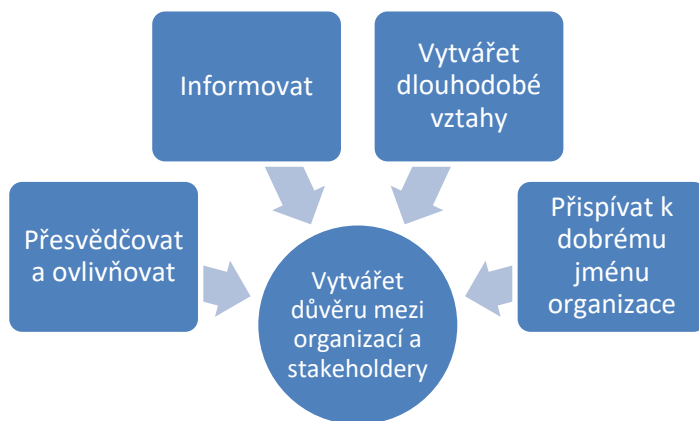 Informovat
Vytvářet
dlouhodobé
vztahy
Přesvědčovat
a ovlivňovat
Přispívat k
dobrému
jménu
organizace
Vytvářet
důvěru mezi
organizací a
stakeholdery